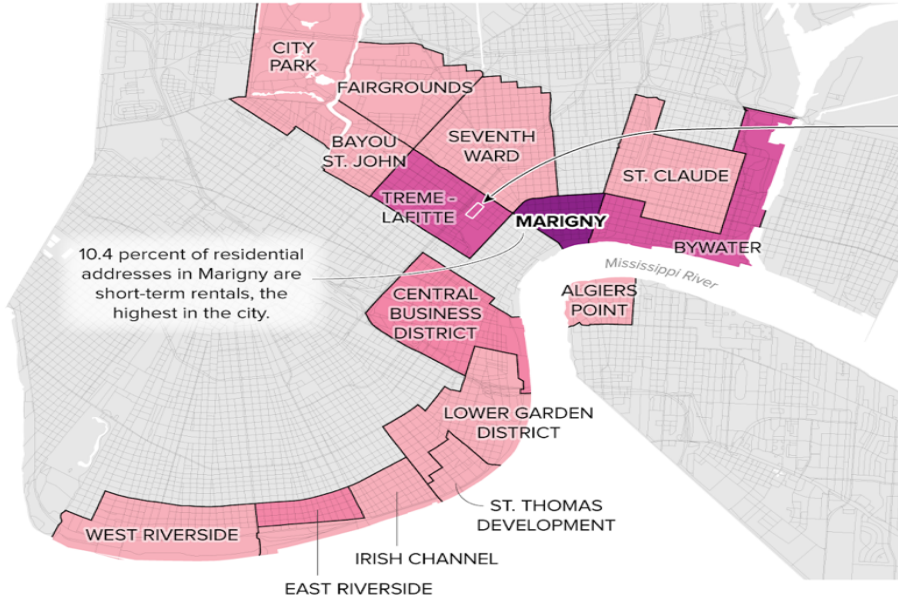 CITY
PARK
FAIRGROUNDS
BAYOU
ST. JOHN
SEVENTH
WARD
ST. CLAUDE
TREME -
LAFITTE
MARIGNY
BYWATER
10.4 percent of residential
addresses in Marigny are
short-term rentals, the
highest in the city.
Mississippi River
CENTRAL
BUSINESS
DISTRICT
ALGIERS
POINT
LOWER GARDEN
DISTRICT
ST. THOMAS
DEVELOPMENT
WEST RIVERSIDE
IRISH CHANNEL
EAST RIVERSIDE